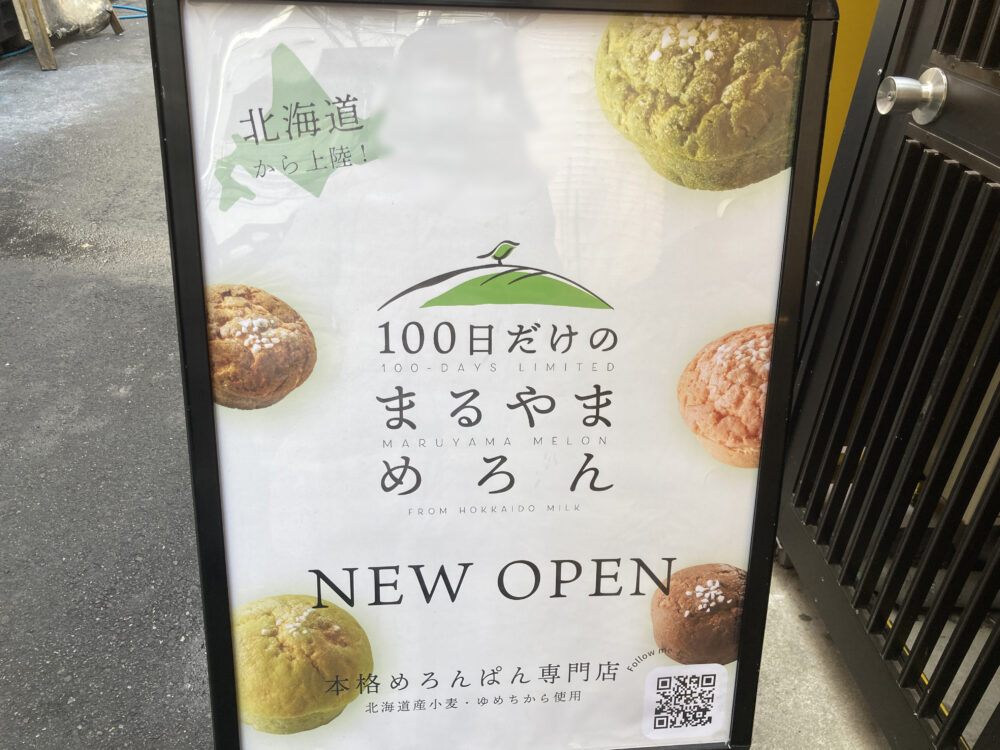 北海道
から上陸！
100日だけの
100-DAYS LIMITED
まるやま
MARUYAMA MELON
めろん
FROM HOKKAIDO MILK
NEW OPEN
本格めろんぱん専門店
Follow me
北海道産小麦・ゆめちから使用